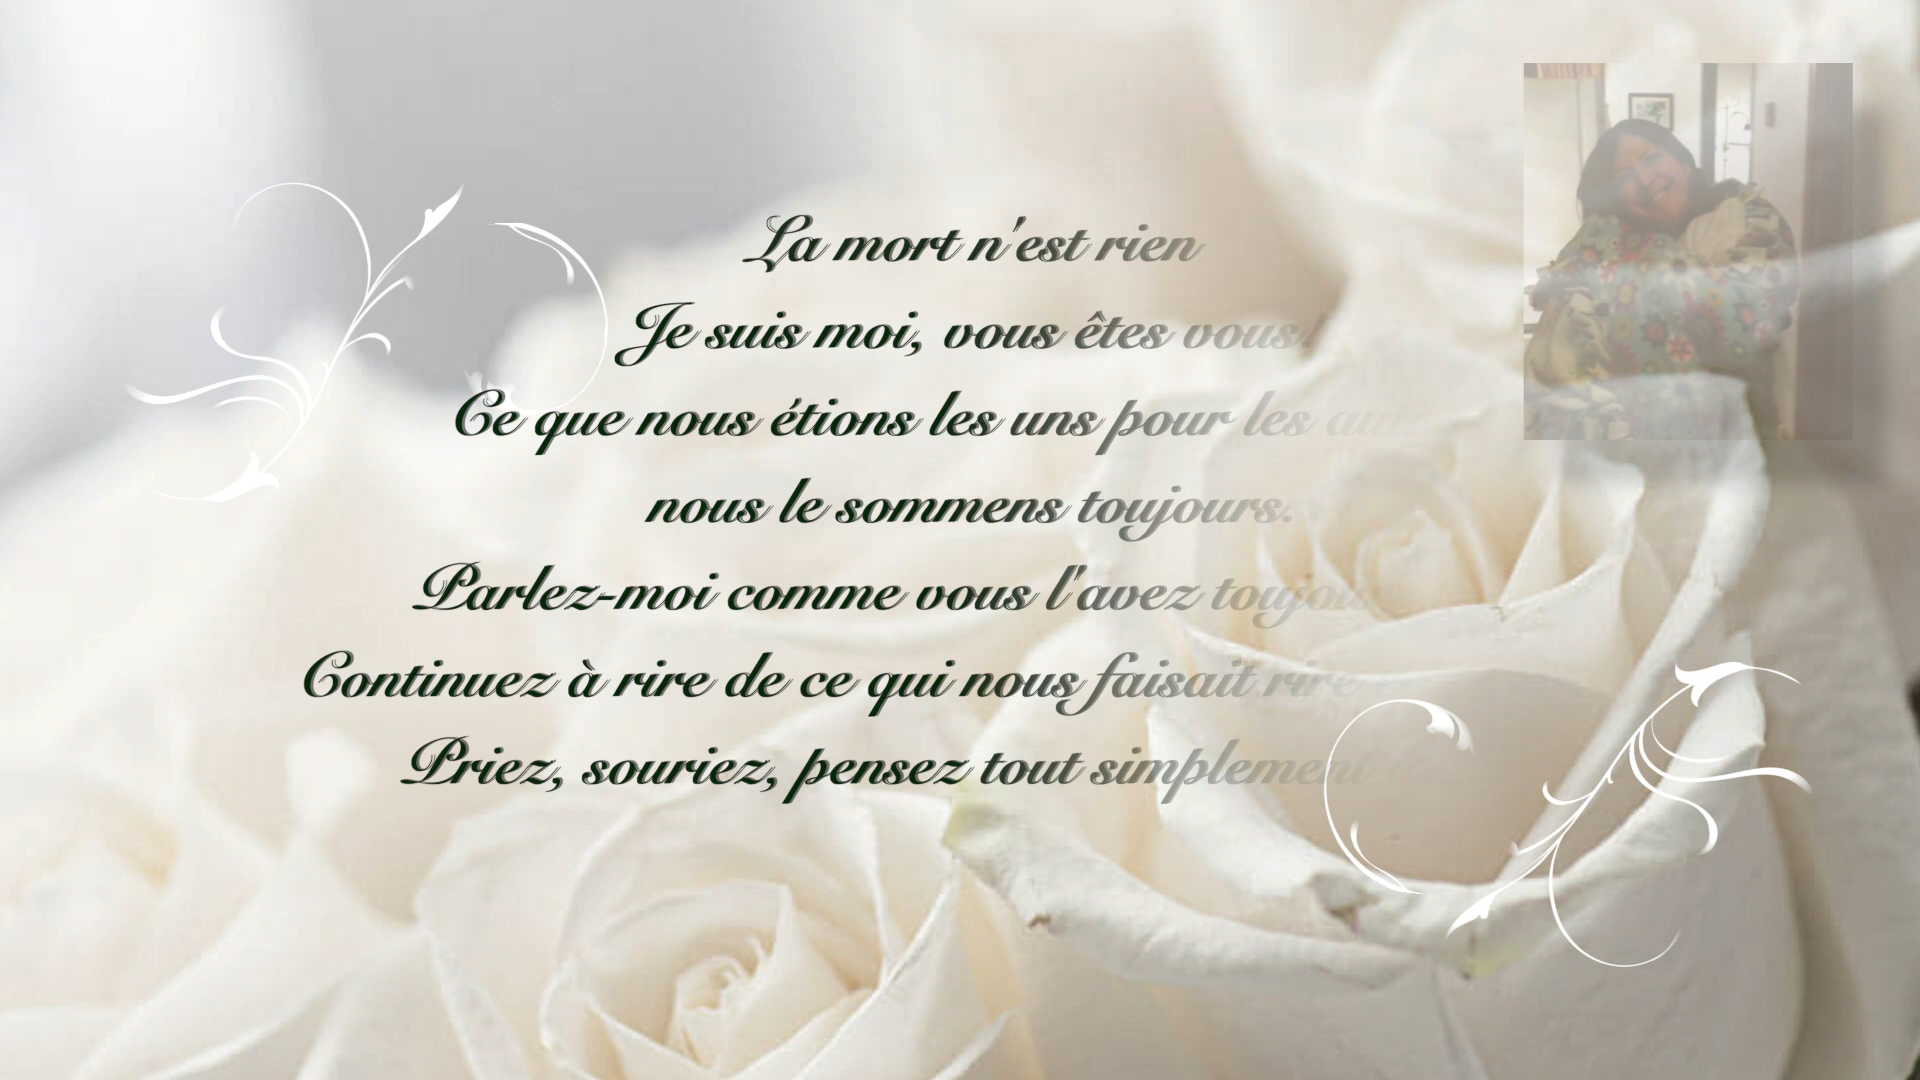 La mort n'est rien
Je suis moi, vous êtes vous!
Ce que nous étions les uns pour les
nous le sommens toujours.
Parlez-moi comme vous l'avez
Continuez à rire de ce qui nous faisait rire
Priez, souriez, pensez tout simplement